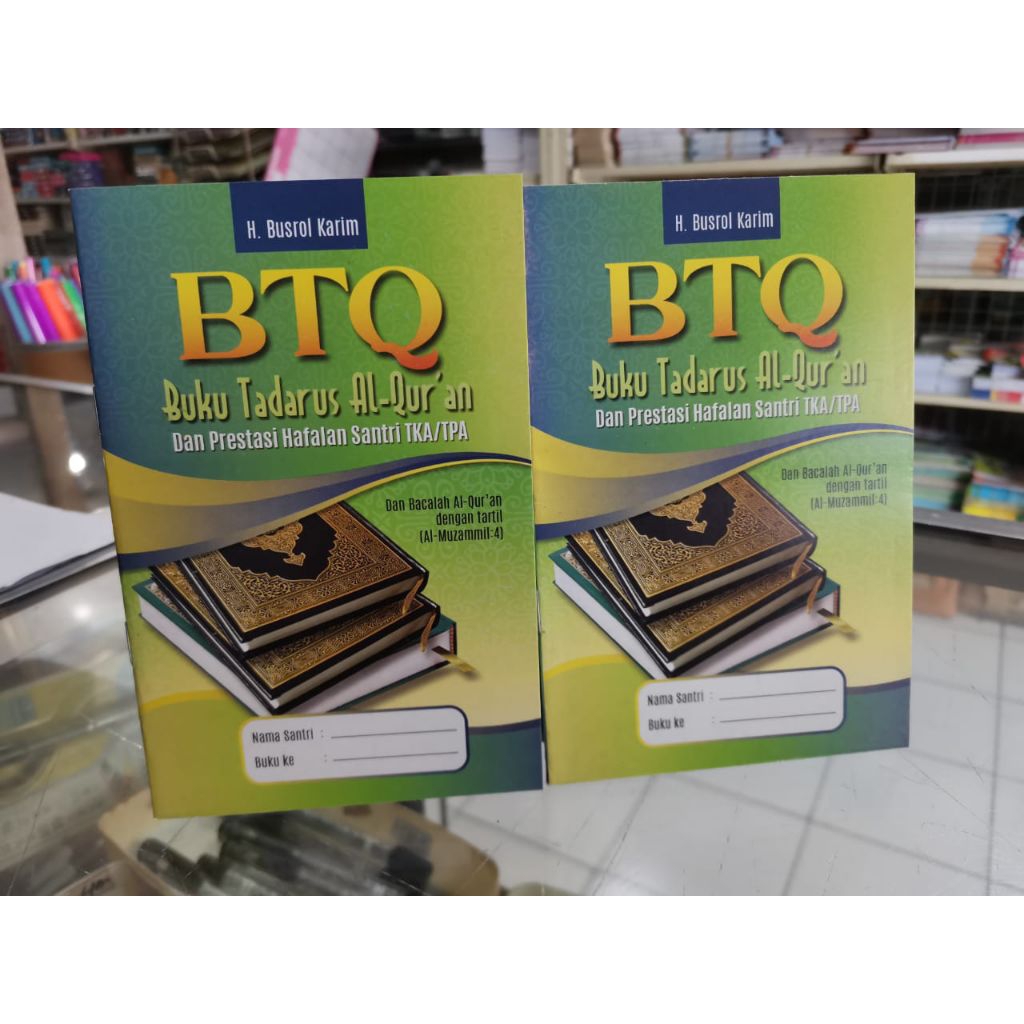 H. Busrol Karim
BTQ
Buku Tadarus Al-Qur'an
Dan Prestasi Hafalan Santri TKA/TPA
Dan Bacalah Al-Qur'an
dengan tartil
(Al-Muzammil:4)
Nama Santri :
Buku ke :
H. Busrol Karim
BTQ
Buku Tadarus Al-Qur'an
Dan Prestasi Hafalan Santri TKA/TPA
Dan Bacalah Al-Qur'an
dengan tartil
(Al-Muzammil:4)
Nama Santri :
Buku ke :